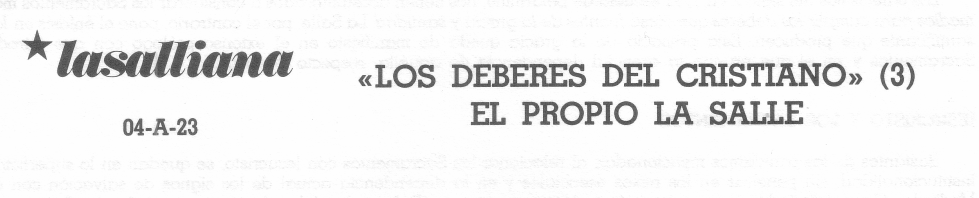 ★ lasalliana
04-A-23
«LOS DEBERES DEL CRISTIANO» (3)
EL PROPIO LA SALLE